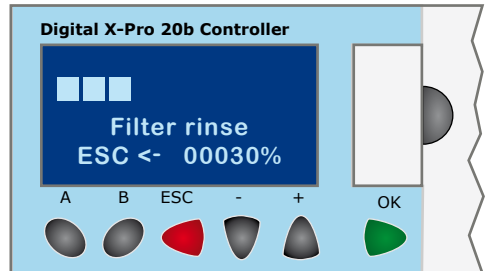 Digital X-Pro 20b Controller
Filter rinse
ESC <- 00030%
A B ESC - + OK